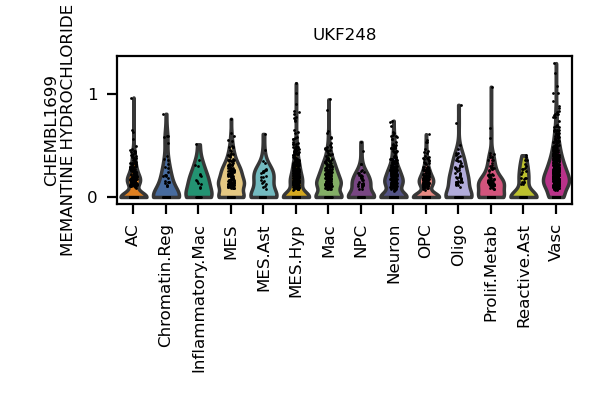 UKF248
CHEMBL1699
MEMANTINE HYDROCHLORIDE
1
0
AC
Chromatin.Reg
Inflammatory.Mac
MES
MES.Ast
MES.Hyp
Mac
NPC
Neuron
OPC
Oligo
Prolif.Metab
Reactive.Ast
Vasc